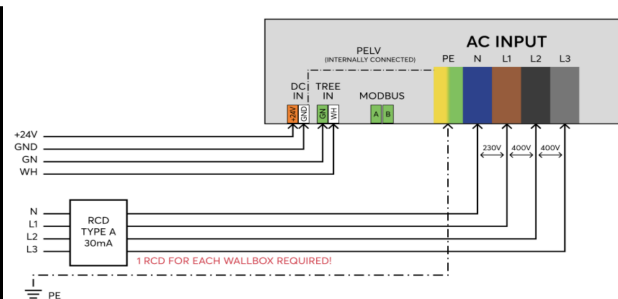 AC INPUT
PELV
(INTERNALLY CONNECTED)
PE N L1 L2 L3
DC IN
TREE IN
MODBUS
+24V GND GN WH A B
+24V
GND
GN
WH
230V 400V 400V
N
L1
L2
L3
RCD
TYPE A
30mA
1 RCD FOR EACH WALLBOX REQUIRED!
PE